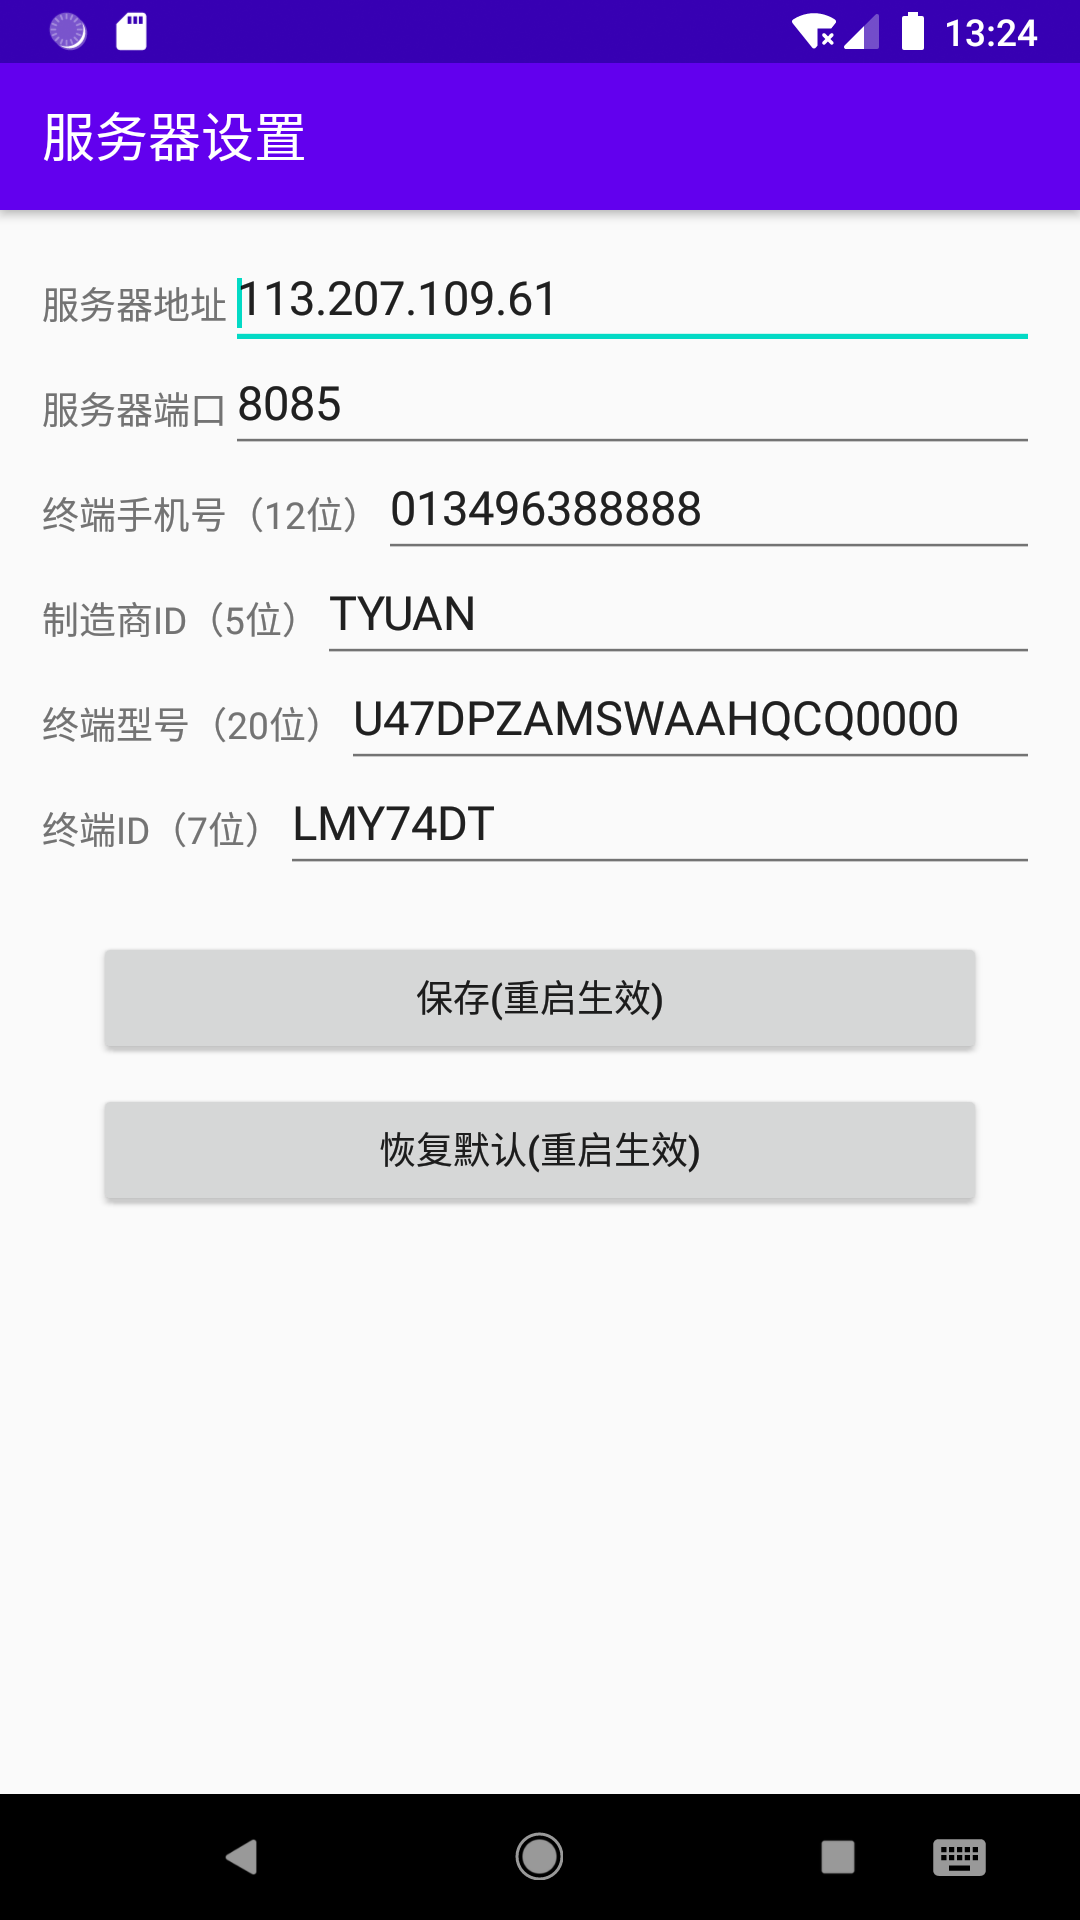 13:24
服务器设置
服务器地址 113.207.109.61
服务器端口 8085
终端手机号（12位） 013496388888
制造商ID（5位） TYUAN
终端型号（20位） U47DPZAMSWAAHQCQ0000
终端ID（7位） LMY74DT
保存(重启生效)
恢复默认(重启生效)